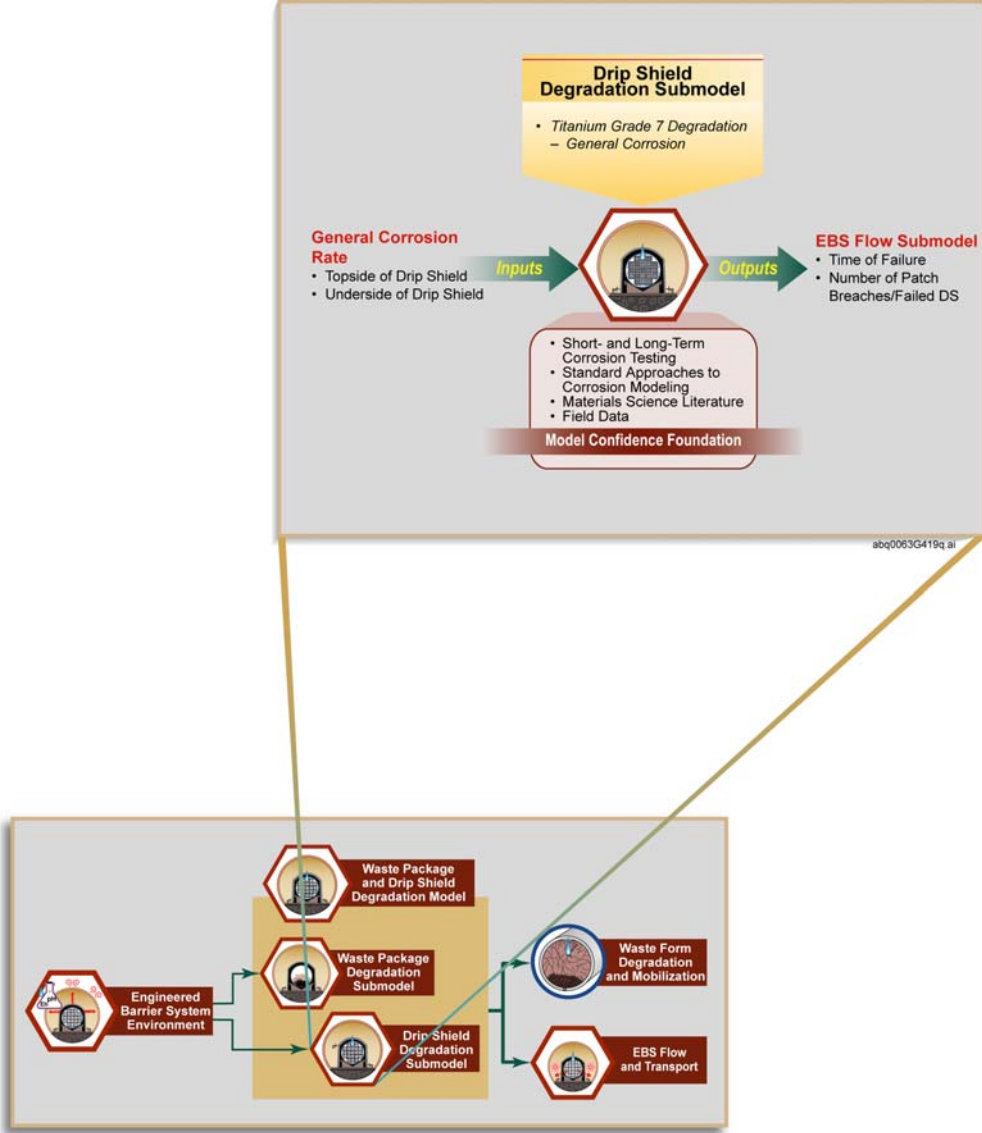 Drip Shield
Degradation Submodel
• Titanium Grade 7 Degradation
– General Corrosion
General Corrosion
Rate
• Topside of Drip Shield
• Underside of Drip Shield
Inputs
Outputs
EBS Flow Submodel
• Time of Failure
• Number of Patch
Breaches/Failed DS
• Short- and Long-Term
Corrosion Testing
• Standard Approaches to
Corrosion Modeling
• Materials Science Literature
• Field Data
Model Confidence Foundation
abq0063G419q.ai
Waste Package
and Drip Shield
Degradation Model
Waste Package
Degradation
Submodel
Engineered
Barrier System
Environment
Drip Shield
Degradation
Submodel
Waste Form
Degradation
and Mobilization
EBS Flow
and Transport